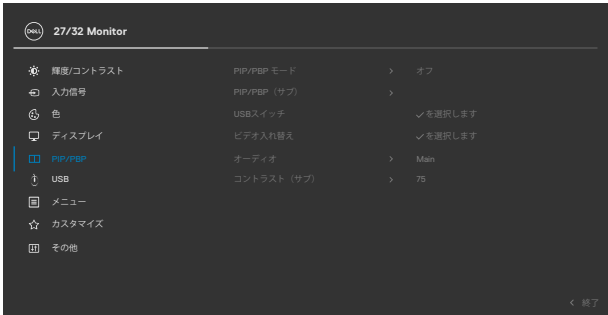 DELL 27/32 Monitor
輝度/コントラスト PIP/PBP モード オフ
入力信号 PIP/PBP（サブ）
色 USBスイッチ ✓を選択します
ディスプレイ ビデオ入れ替え ✓を選択します
PIP/PBP オーディオ Main
USB コントラスト（サブ） 75
メニュー
カスタマイズ
その他
終了